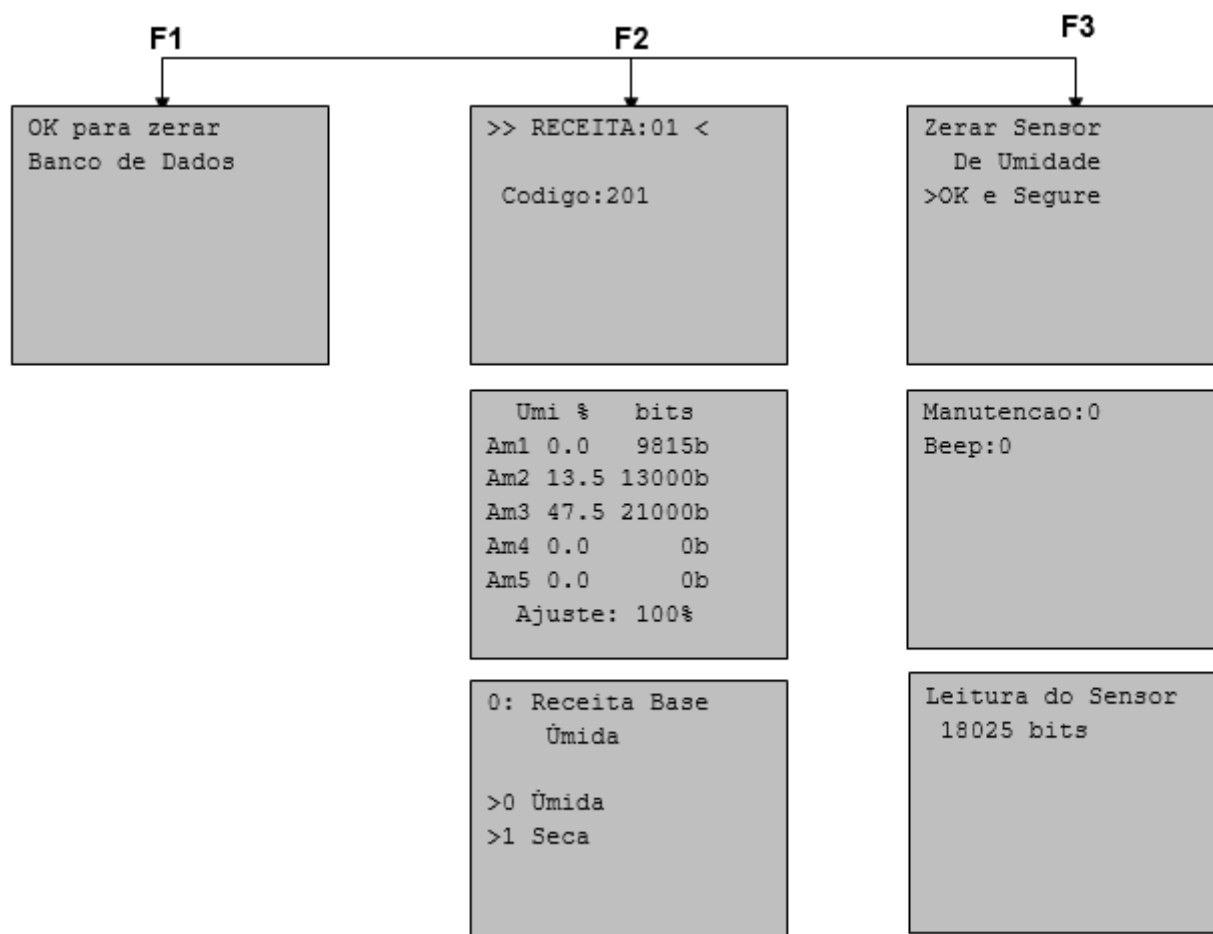 F1
OK para zerar
Banco de Dados
F2
>> RECEITA:01 <
Codigo:201
Umi % bits
Am1 0.0 9815b
Am2 13.5 13000b
Am3 47.5 21000b
Am4 0.0 0b
Am5 0.0 0b
Ajuste: 100%
0: Receita Base
Úmida
>0 Úmida
>1 Seca
F3
Zerar Sensor
De Umidade
>OK e Segure
Manutencao:0
Beep:0
Leitura do Sensor
18025 bits